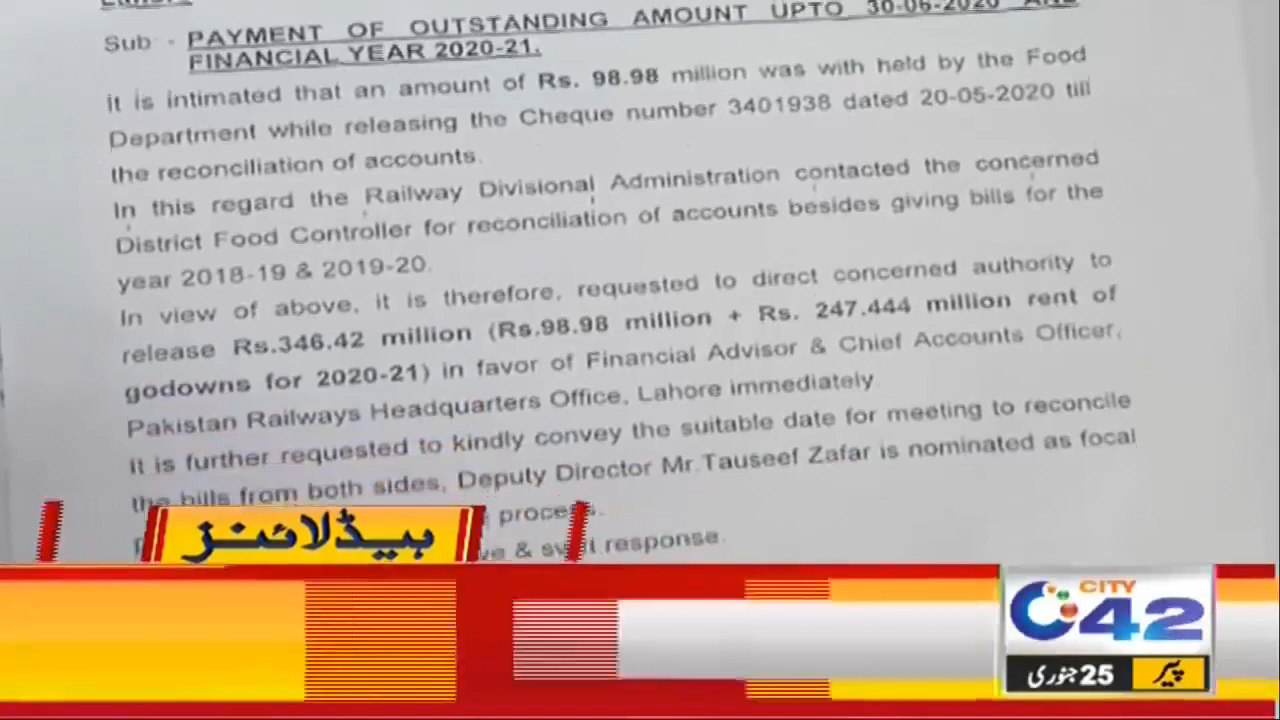 Sub - PAYMENT OF OUTSTANDING AMOUNT UPTO 30-06-2020 AND
FINANCIAL YEAR 2020-21.
it is intimated that an amount of Rs. 98.98 million was with held by the Food
Department while releasing the Cheque number 3401938 dated 20-05-2020 till
the reconciliation of accounts.
In this regard the Railway Divisional Administration contacted the concerned
District Food Controller for reconciliation of accounts besides giving bills for the
year 2018-19 & 2019-20.
In view of above, it is therefore, requested to direct concerned authority to
release Rs.346.42 million (Rs.98.98 million + Rs. 247.444 million rent of
godowns for 2020-21) in favor of Financial Advisor & Chief Accounts Officer,
Pakistan Railways Headquarters Office, Lahore immediately
It is further requested to kindly convey the suitable date for meeting to reconcile
the bills from both sides, Deputy Director Mr.Tauseef Zafar is nominated as focal
process.
& swift response.
ہیڈلائنز
CITY
42
25 جنوری پیر